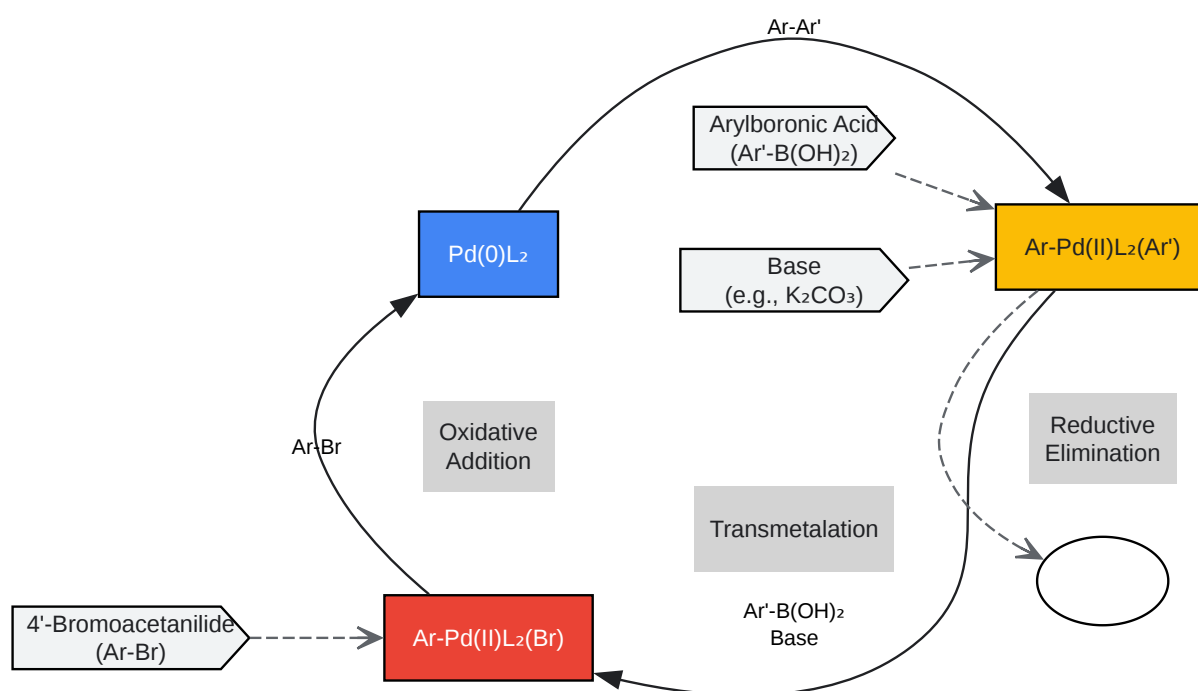 Ar-Ar'
Arylboronic Acid
(Ar'-B(OH)₂)
Pd(0)L₂
Ar-Pd(II)L₂(Ar')
Base
(e.g., K₂CO₃)
Ar-Br
Oxidative
Addition
Reductive
Elimination
Transmetalation
Ar'-B(OH)₂
Base
4'-Bromoacetanilide
(Ar-Br)
Ar-Pd(II)L₂(Br)